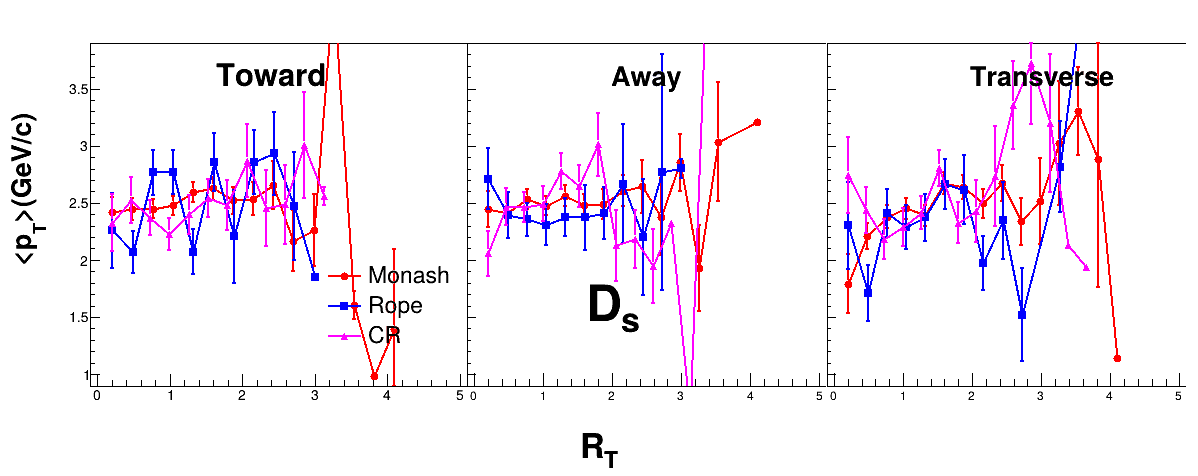 Toward
Away
Transverse
<p_T>(GeV/c)
3.5
3
2.5
2
1.5
1
Monash
Rope
CR
D_s
0 1 2 3 4 5
0 1 2 3 4 5
0 1 2 3 4 5
R_T